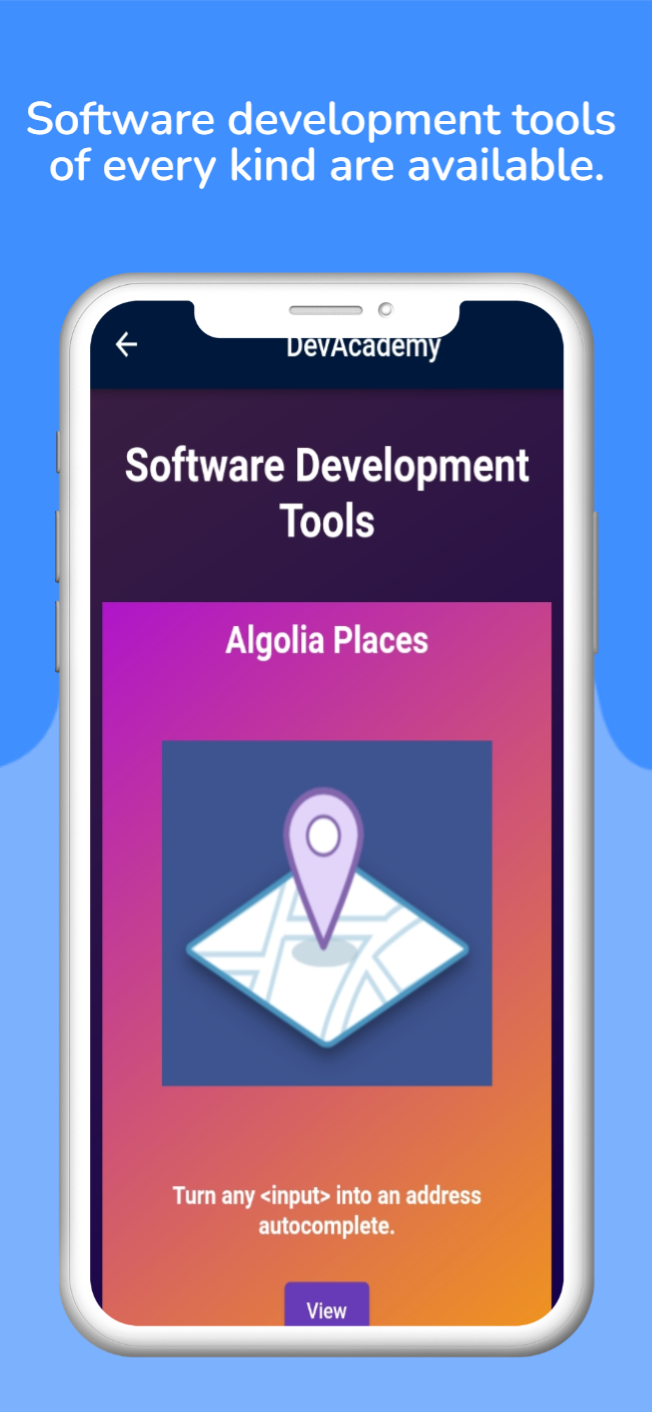 Software development tools
of every kind are available.
DevAcademy
Software Development
Tools
Algolia Places
Turn any <input> into an address
autocomplete.
View